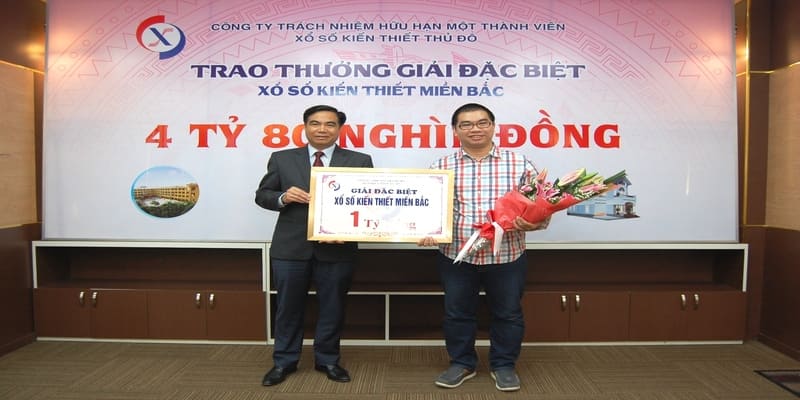 CÔNG TY TRÁCH NHIỆM HỮU HẠN MỘT THÀNH VIÊN
XỔ SỐ KIẾN THIẾT THỦ ĐÔ
X
TRAO THƯỞNG GIẢI ĐẶC BIỆT
XỔ SỐ KIẾN THIẾT MIỀN BẮC
4 TỶ 80 NGHÌN ĐỒNG
GIẢI ĐẶC BIỆT
XỔ SỐ KIẾN THIẾT MIỀN BẮC
1 Tỷ